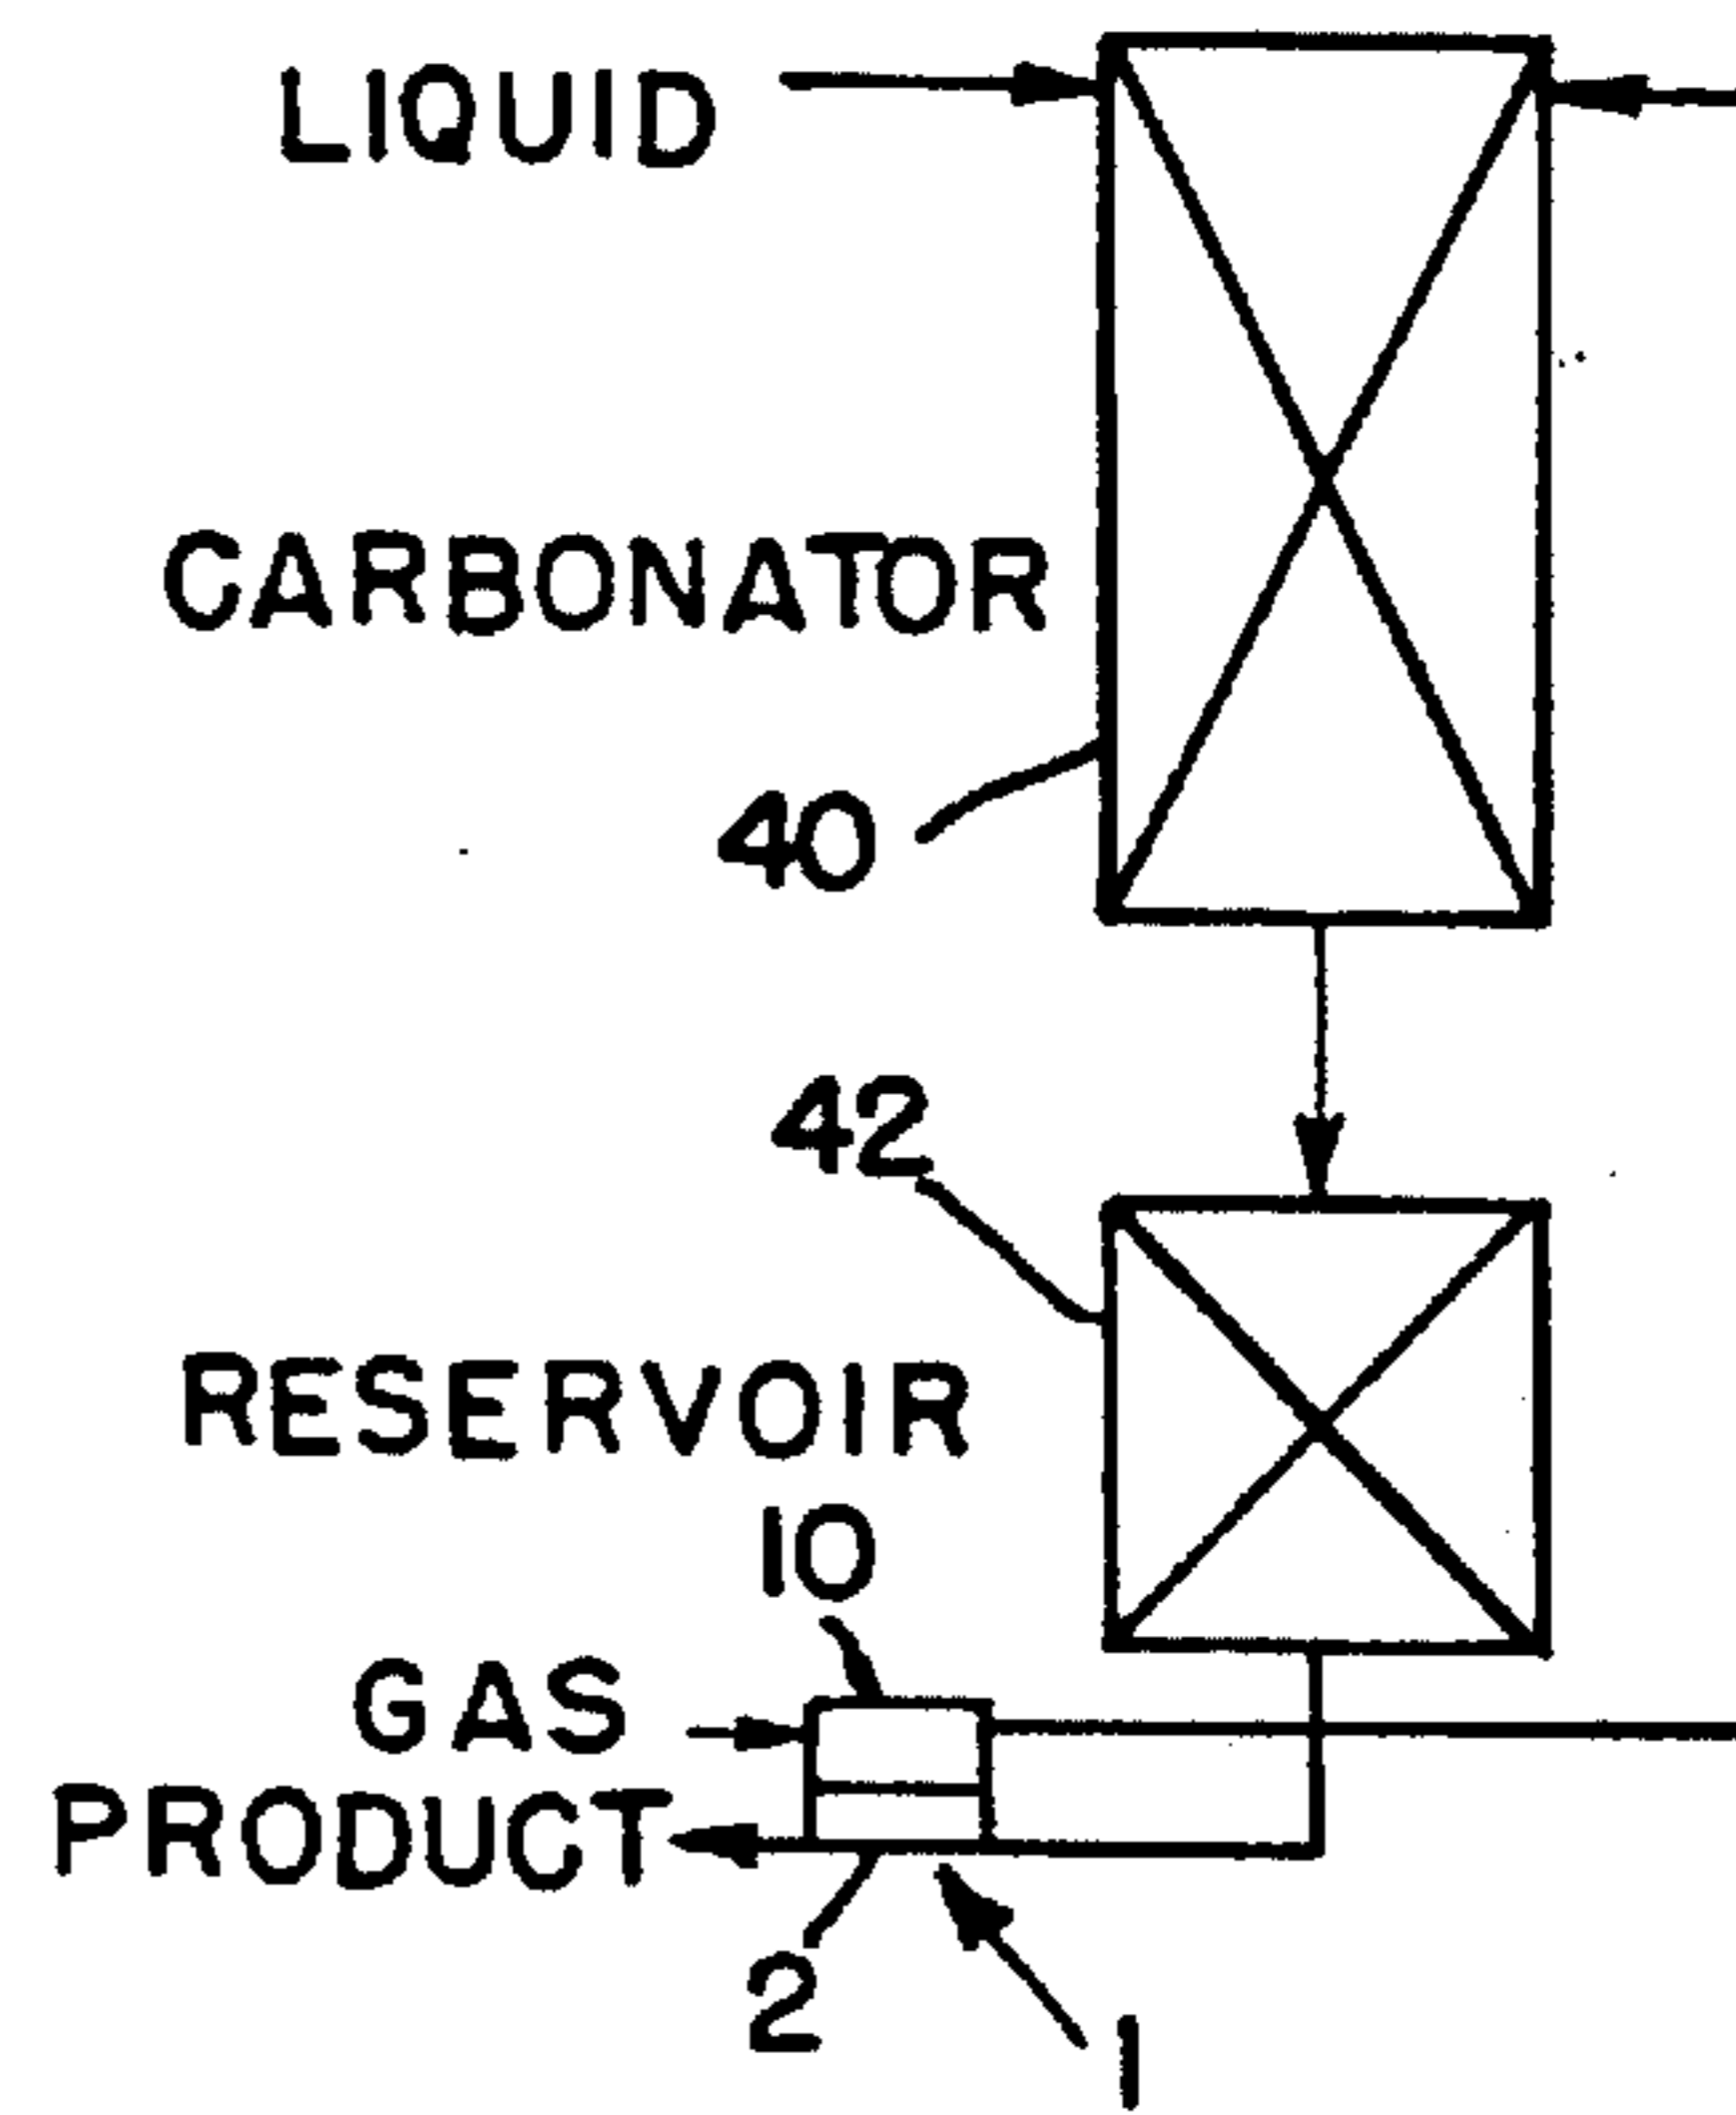 LIQUID
CARBONATOR
40
42
RESERVOIR
10
GAS
PRODUCT
2
1